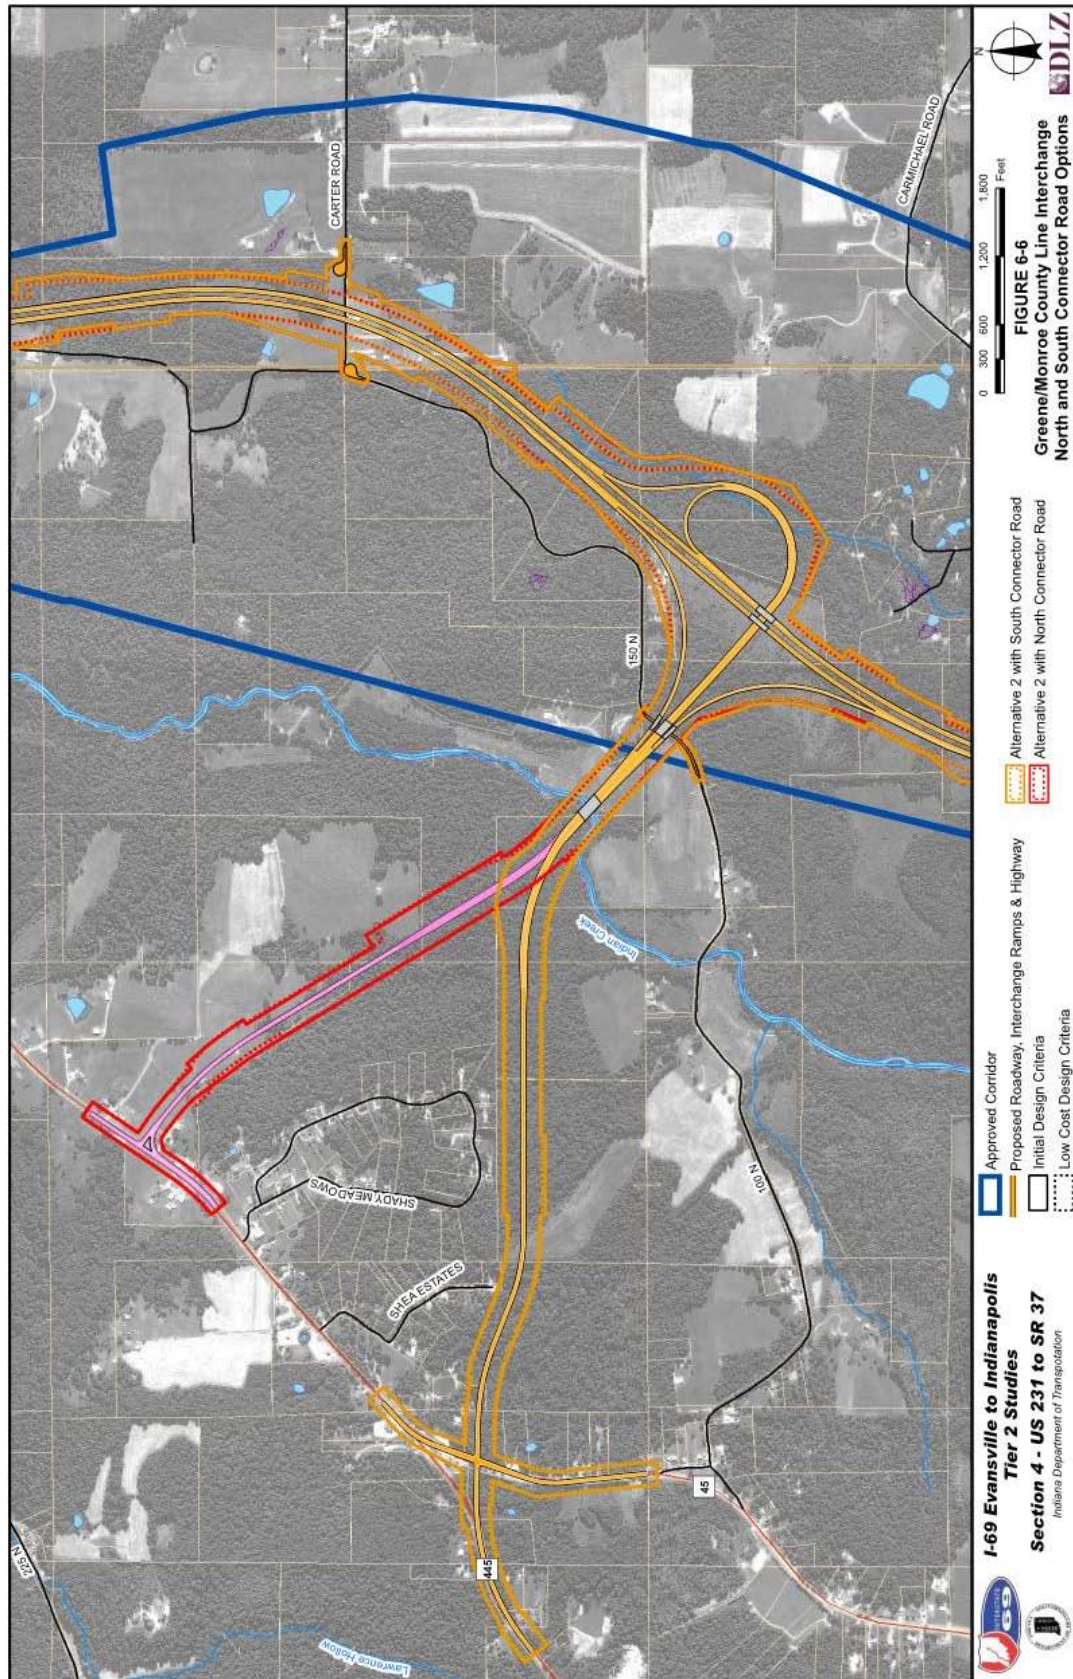 225 N
Lawrence Hollow
445
45
SHEA ESTATES
SHADY MEADOWS
100 N
Indian Creek
150 N
CARTER ROAD
CARMICHAEL ROAD
INTERSTATE
69
I-69 Evansville to Indianapolis
Tier 2 Studies
Section 4 - US 231 to SR 37
Indiana Department of Transpotation
Approved Corridor
Proposed Roadway, Interchange Ramps & Highway
Initial Design Criteria
Low Cost Design Criteria
Alternative 2 with South Connector Road
Alternative 2 with North Connector Road
0 300 600 1,200 1,800
Feet
FIGURE 6-6
Greene/Monroe County Line Interchange
North and South Connector Road Options
N
DLZ